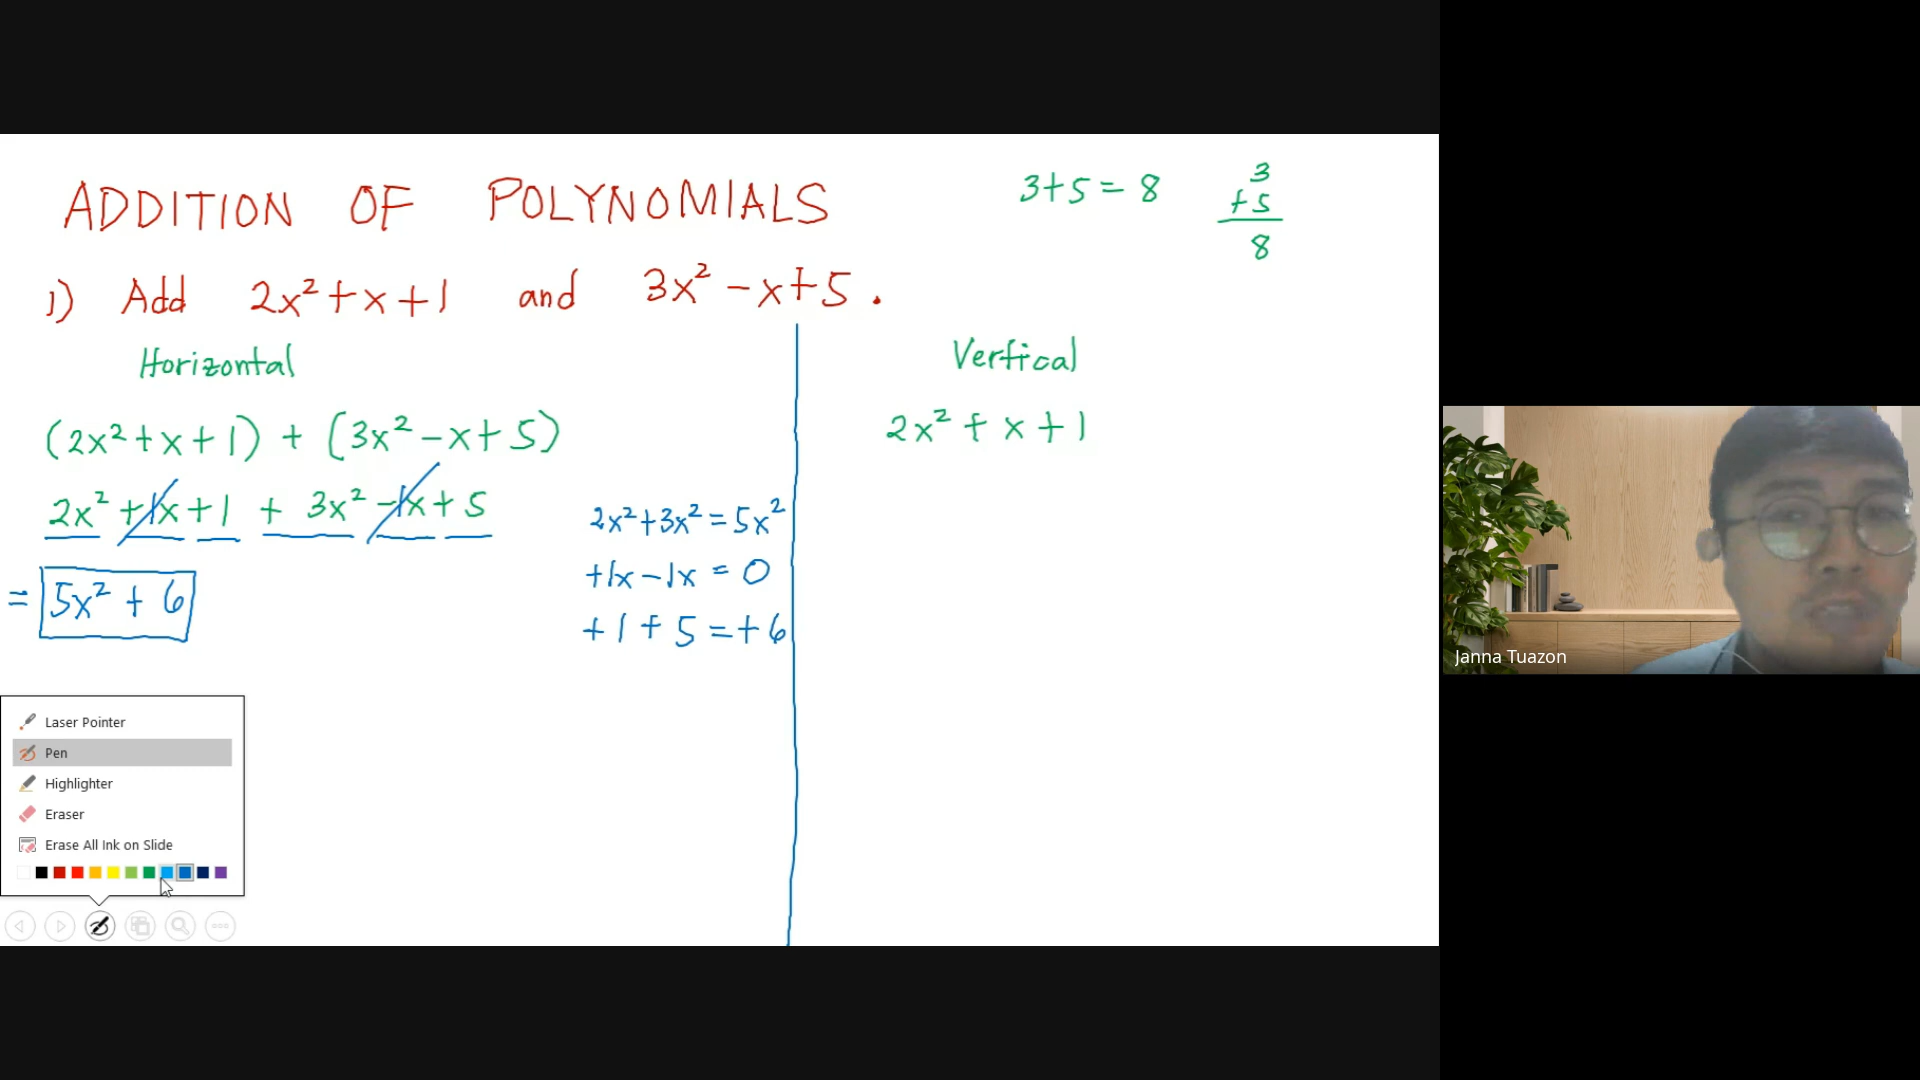 ADDITION OF POLYNOMIALS
3+5=8
3
+5
8
1) Add 2x²+x+1 and 3x²-x+5.
Horizontal
(2x²+x+1) + (3x²-x+5)
2x²+1x+1 + 3x²-1x+5
= 5x² + 6
2x²+3x²=5x²
+1x-1x = 0
+1+5=+6
Vertical
2x²+x+1
Laser Pointer
Pen
Highlighter
Eraser
Erase All Ink on Slide
Janna Tuazon